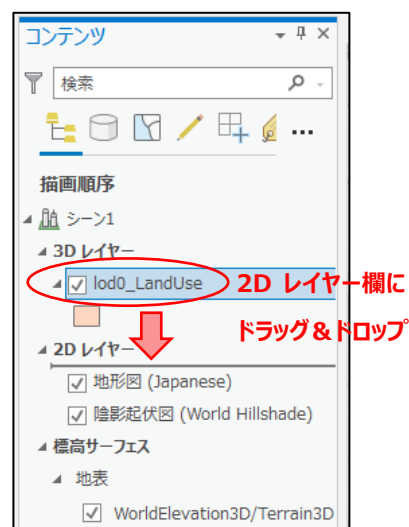 コンテンツ
検索
描画順序
シーン1
3D レイヤー
lod0_LandUse
2D レイヤー欄に
ドラッグ＆ドロップ
2D レイヤー
地形図 (Japanese)
陰影起伏図 (World Hillshade)
標高サーフェス
地表
WorldElevation3D/Terrain3D